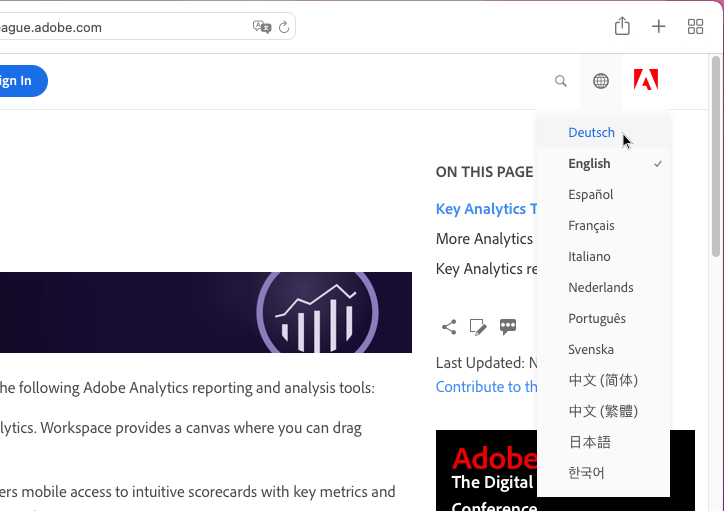 eague.adobe.com
ign In
Deutsch
English
Español
Français
Italiano
Nederlands
Português
Svenska
中文 (简体)
中文 (繁體)
日本語
한국어
ON THIS PAGE
Key Analytics T
More Analytics
Key Analytics re
Last Updated: N
Contribute to th
he following Adobe Analytics reporting and analysis tools:
lytics. Workspace provides a canvas where you can drag
ers mobile access to intuitive scorecards with key metrics and
Adobe
The Digital
Conference